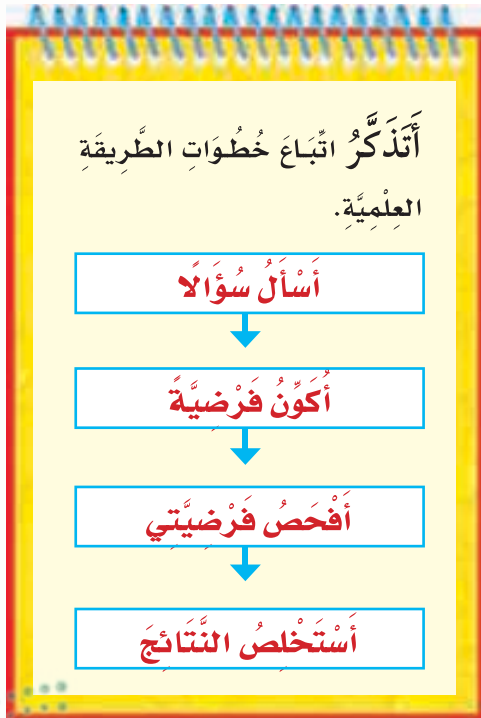 أَتَذَكَّرُ اتِّبَاعَ خُطُوَاتِ الطَّرِيقَةِ
العِلْمِيَّةِ.
أَسْأَلُ سُؤَالًا
أُكَوِّنُ فَرْضِيَّةً
أَفْحَصُ فَرْضِيَّتِي
أَسْتَخْلِصُ النَّتَائِجَ